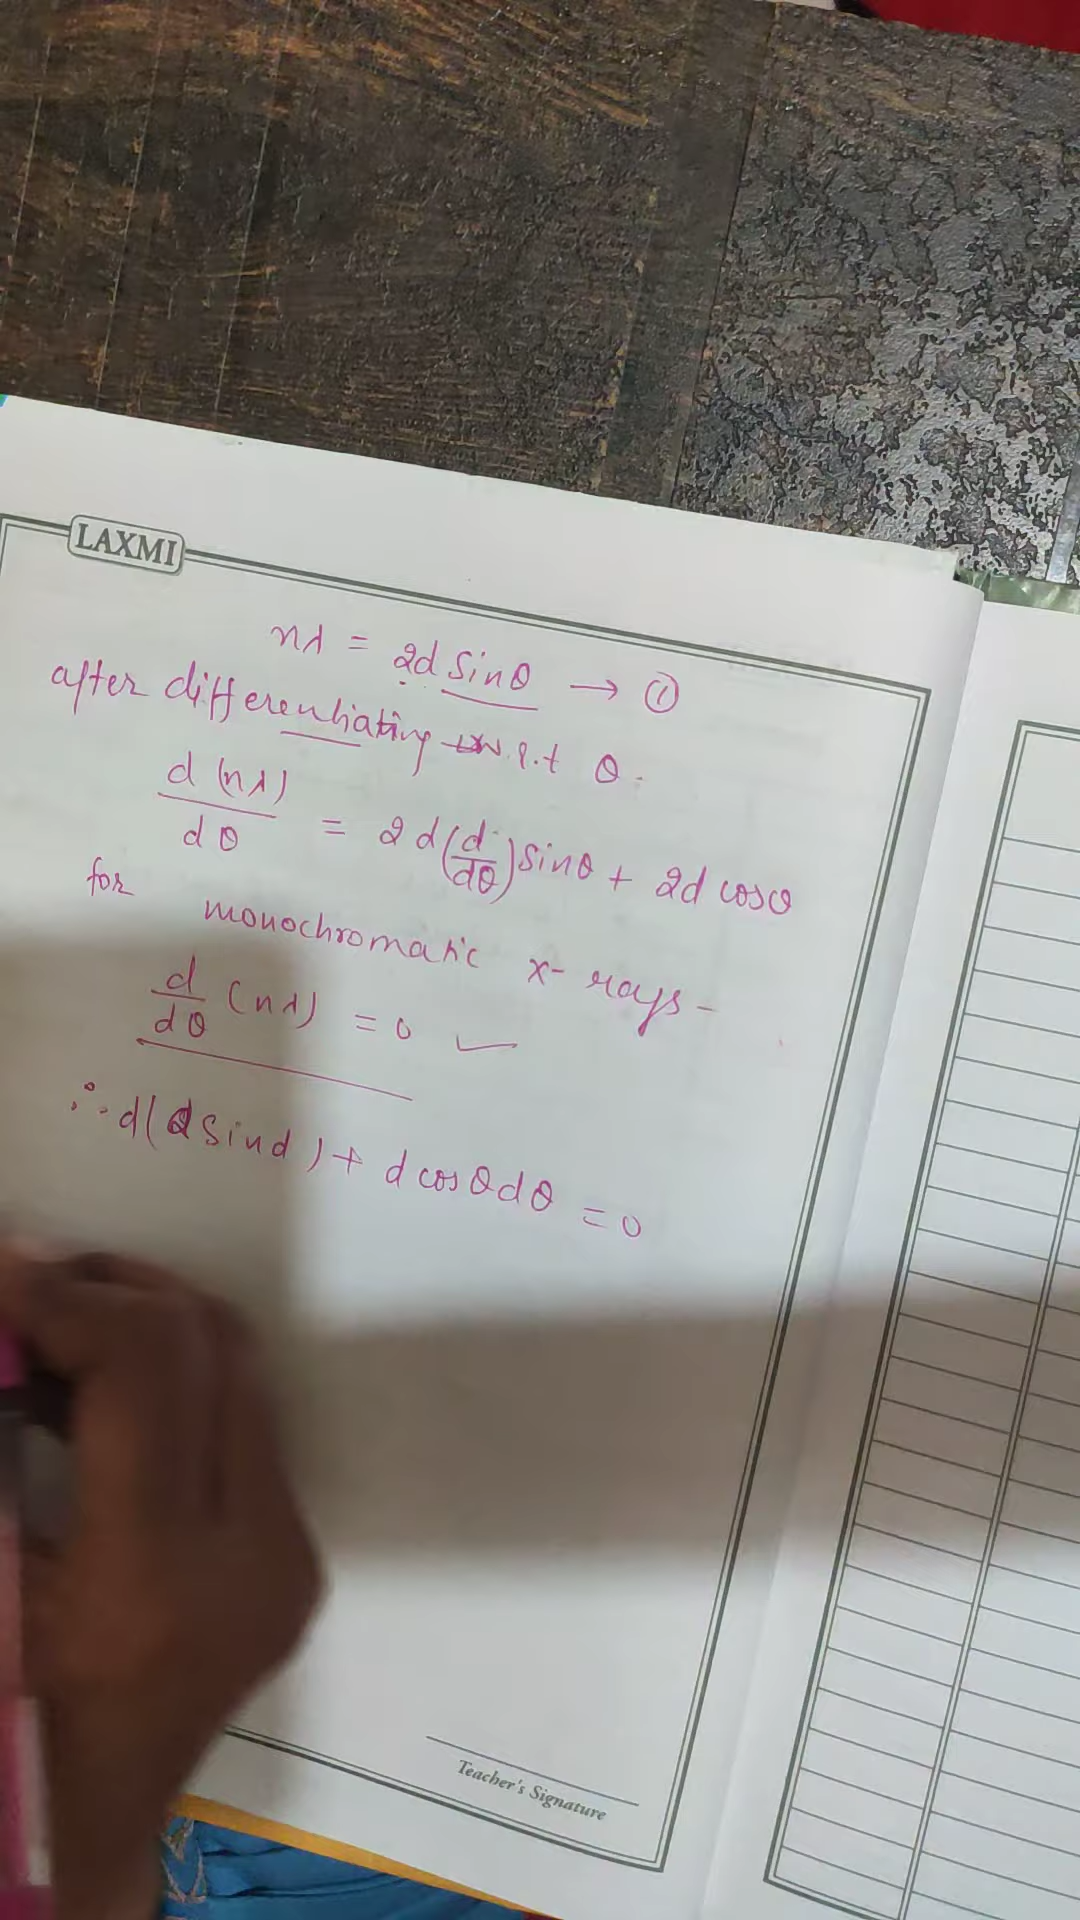 LAXMI
nλ = 2d Sinθ → ①
after differentiating w.r.t θ.
d (nλ) / dθ = 2d (d/dθ) sinθ + 2d cosθ
for monochromatic x-rays-
d/dθ (nλ) = 0 ✓
∴ d(d sin d) + d cosθ dθ = 0
Teacher's Signature